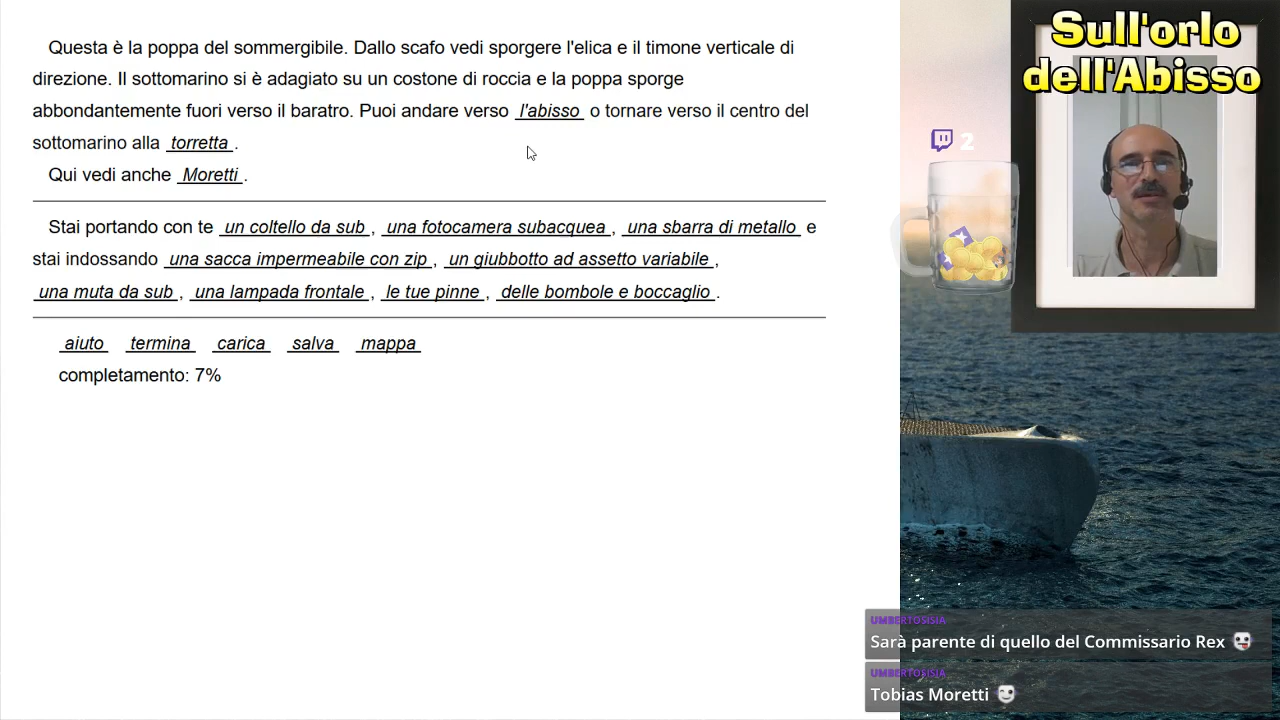 Questa è la poppa del sommergibile. Dallo scafo vedi sporgere l'elica e il timone verticale di
direzione. Il sottomarino si è adagiato su un costone di roccia e la poppa sporge
abbondantemente fuori verso il baratro. Puoi andare verso l'abisso o tornare verso il centro del
sottomarino alla torretta .
Qui vedi anche Moretti .
Stai portando con te un coltello da sub , una fotocamera subacquea , una sbarra di metallo e
stai indossando una sacca impermeabile con zip , un giubbotto ad assetto variabile ,
una muta da sub , una lampada frontale , le tue pinne , delle bombole e boccaglio .
aiuto termina carica salva mappa
completamento: 7%
Sull'orlo
dell'Abisso
2
UMBERTOSISIA
Sarà parente di quello del Commissario Rex
UMBERTOSISIA
Tobias Moretti